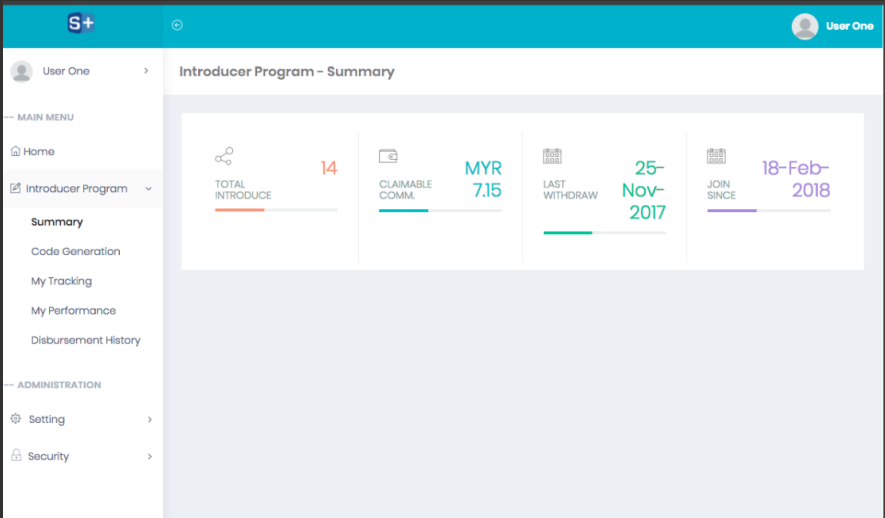 S+
User One
User One
Introducer Program - Summary
-- MAIN MENU
Home
Introducer Program
Summary
Code Generation
My Tracking
My Performance
Disbursement History
-- ADMINISTRATION
Setting
Security
14
TOTAL
INTRODUCE
MYR
7.15
CLAIMABLE
COMM.
25-
Nov-
2017
LAST
WITHDRAW
18-Feb-
2018
JOIN
SINCE